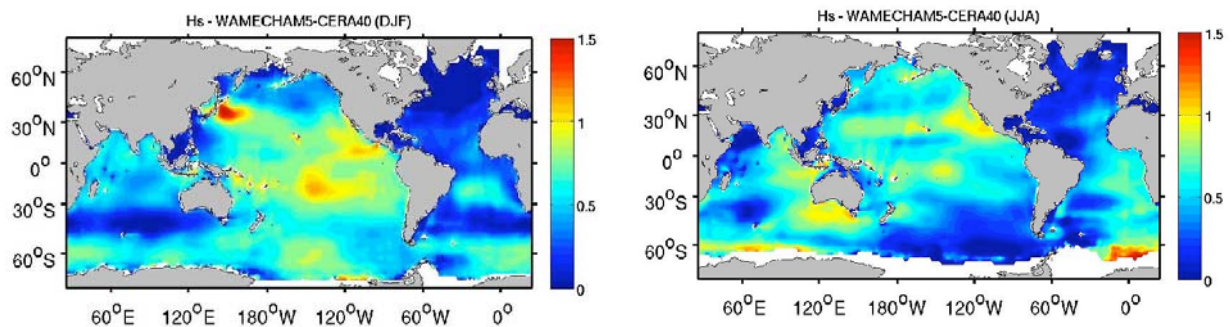 Hs - WAMECHAM5-CERA40 (DJF)
60°N
30°N
0°
30°S
60°S
60°E 120°E 180°W 120°W 60°W 0°
1.5
1
0.5
0
Hs - WAMECHAM5-CERA40 (JJA)
60°N
30°N
0°
30°S
60°S
60°E 120°E 180°W 120°W 60°W 0°
1.5
1
0.5
0